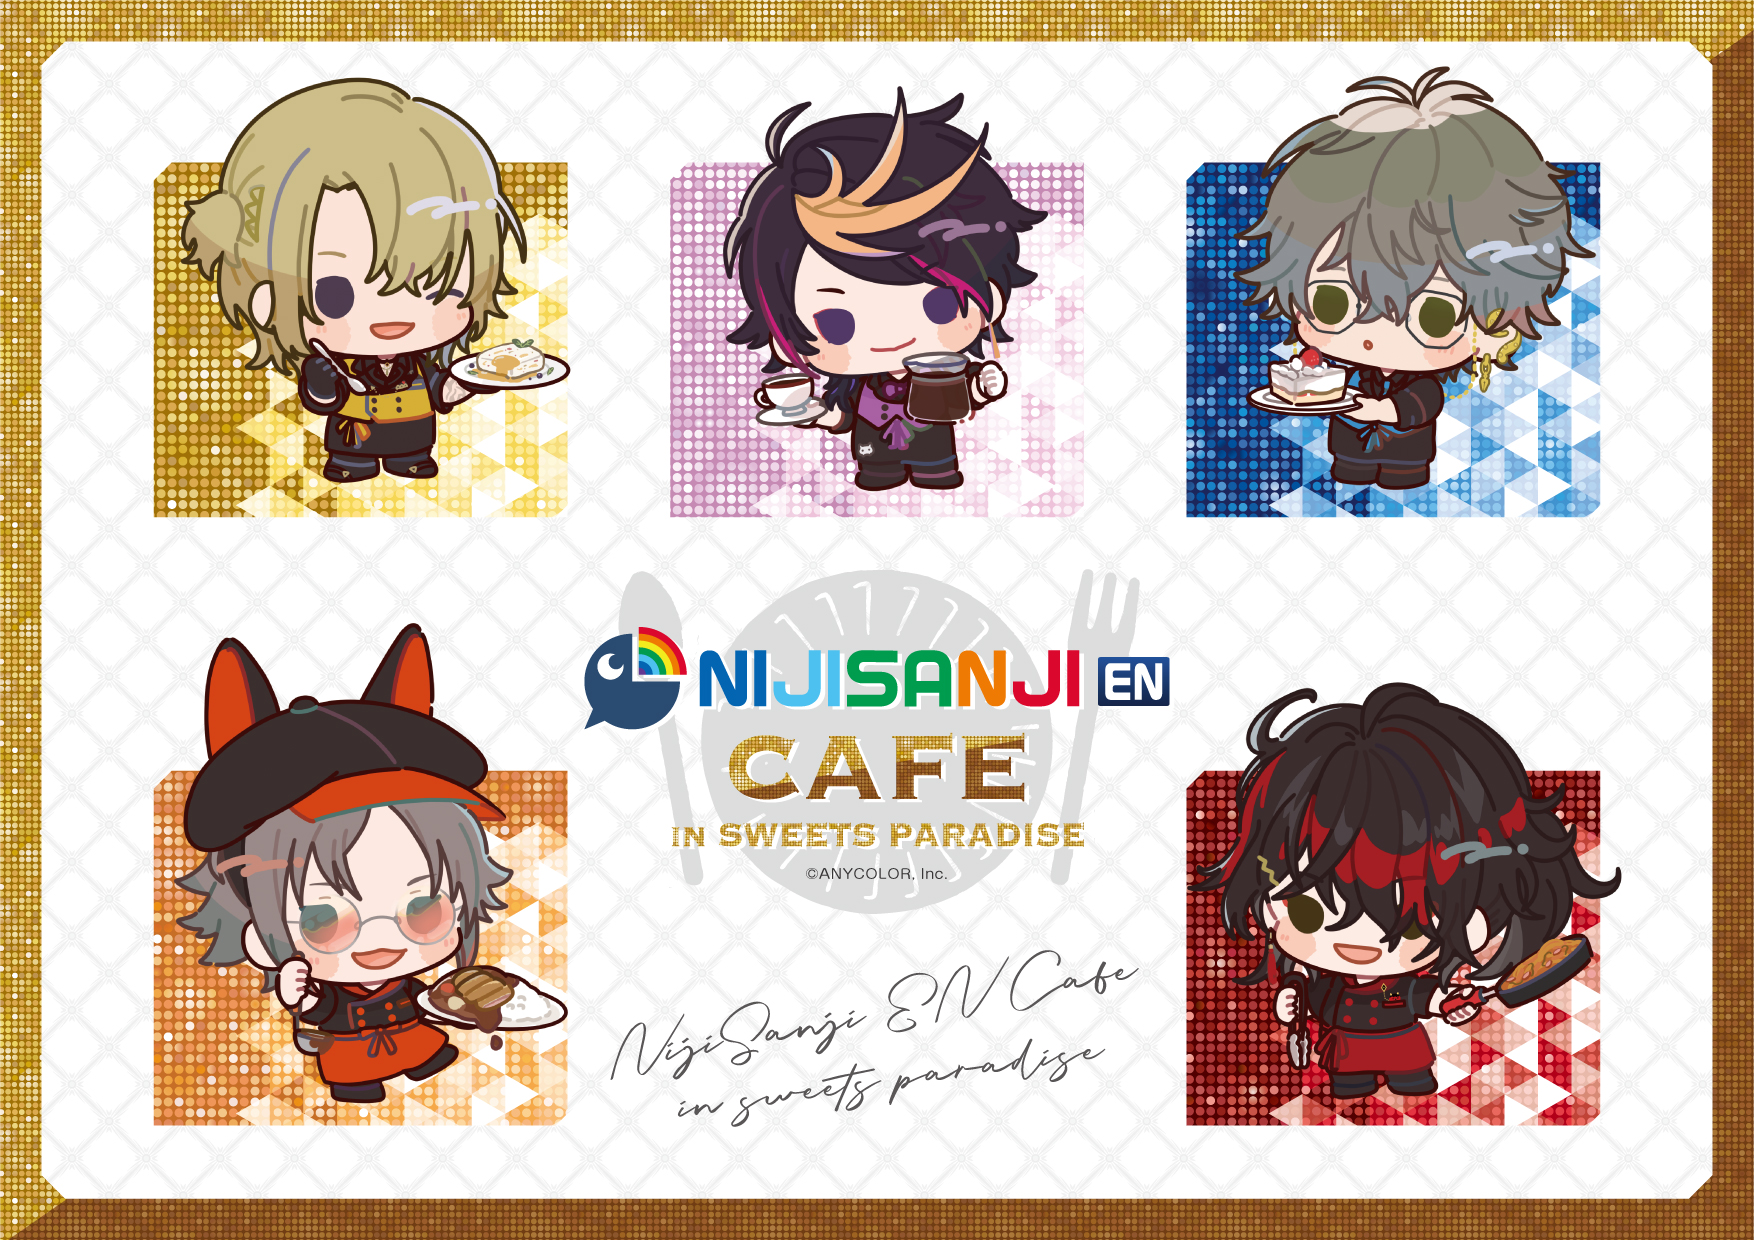 NIJISANJI EN
CAFE
IN SWEETS PARADISE
©ANYCOLOR, Inc.
NijiSanji EN Cafe
in sweets paradise